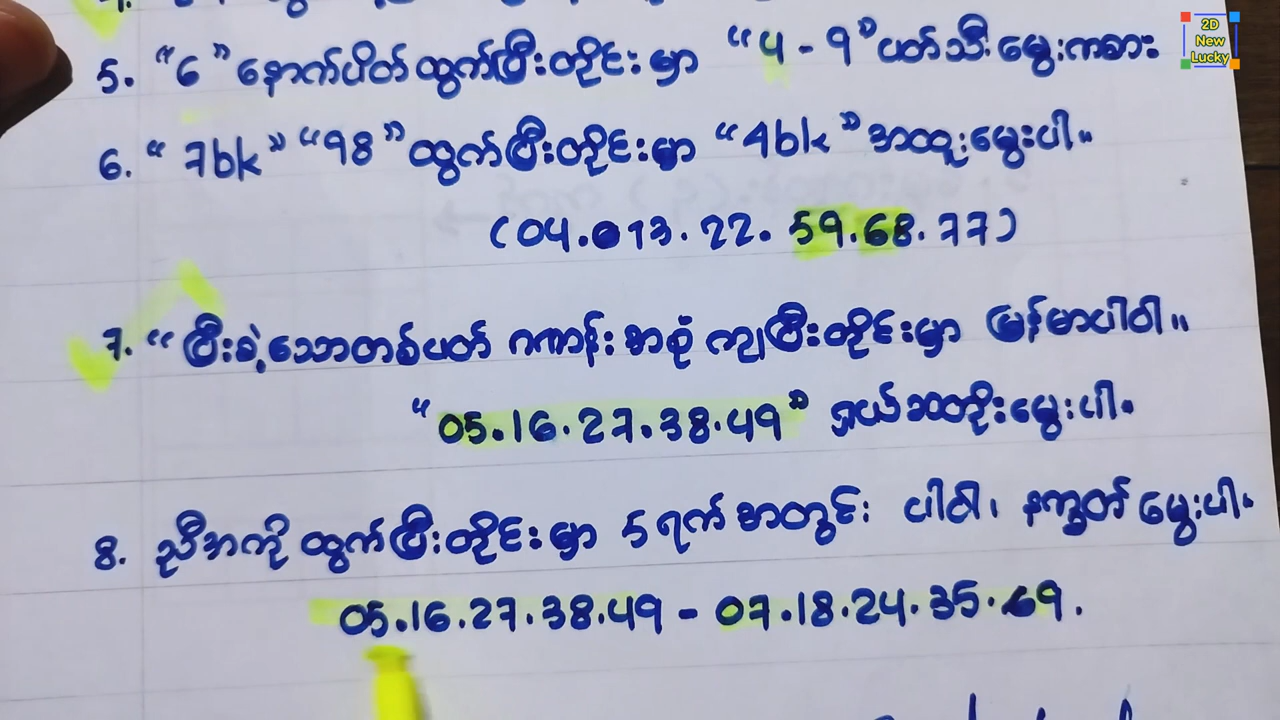 5. "6" နောက်ပိတ် ထွက်ပြီးတိုင်းမှာ "4 - 9" ပတ်သီး မွေးကစား
2D
New
Lucky
6. "7bk" "98" ထွက်ပြီးတိုင်းမှာ "4bk" အထူးမွေးပါ။
(04.013.22.59.68.77)
7. "ပြီးခဲ့သောတစ်ပတ် ဂဏန်းအစုံ ကျပြီးတိုင်းမှာ မြန်မာပါဝါ။
"05.16.27.38.49" ရှယ်အထိုးမွေးပါ။
8. ညီအကို ထွက်ပြီးတိုင်းမှာ 5 ရက်အတွင်း ပါဝါ၊ နက္ခတ် မွေးပါ။
05.16.27.38.49 - 07.18.24.35.69.